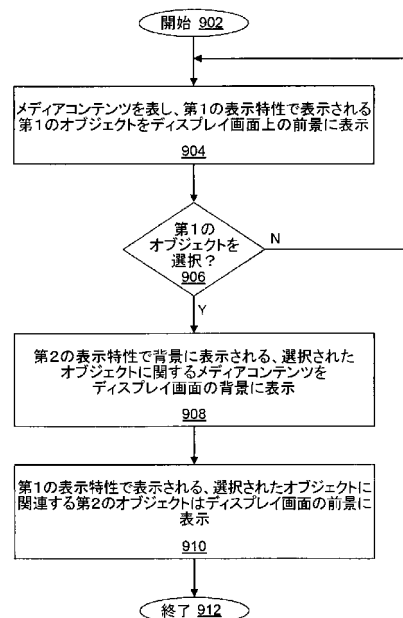 開始 902
メディアコンテンツを表し、第1の表示特性で表示される
第1のオブジェクトをディスプレイ画面上の前景に表示
904
第1の
オブジェクトを
選択？
906
N
Y
第2の表示特性で背景に表示される、選択された
オブジェクトに関するメディアコンテンツを
ディスプレイ画面の背景に表示
908
第1の表示特性で表示される、選択されたオブジェクトに
関連する第2のオブジェクトはディスプレイ画面の前景に
表示
910
終了 912